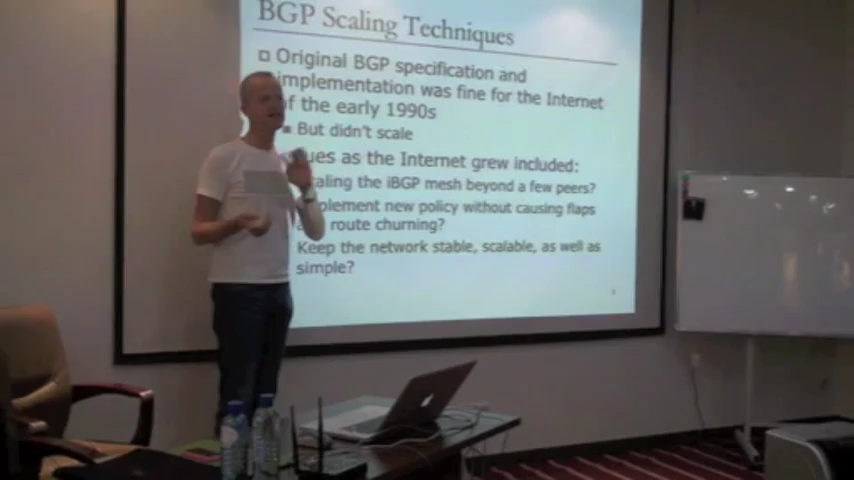 BGP Scaling Techniques
Original BGP specification and
implementation was fine for the Internet
of the early 1990s
But didn't scale
ues as the Internet grew included:
aling the iBGP mesh beyond a few peers?
plement new policy without causing flaps
route churning?
Keep the network stable, scalable, as well as
simple?